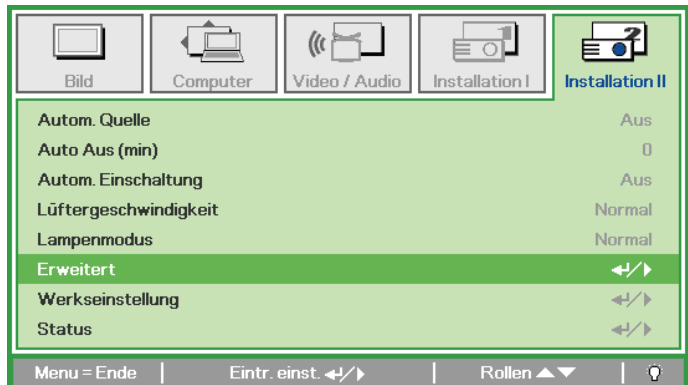 Bild Computer Video / Audio Installation I Installation II
Autom. Quelle Aus
Auto Aus (min) 0
Autom. Einschaltung Aus
Lüftergeschwindigkeit Normal
Lampenmodus Normal
Erweitert
Werkseinstellung
Status
Menu = Ende Eintr. einst. Rollen